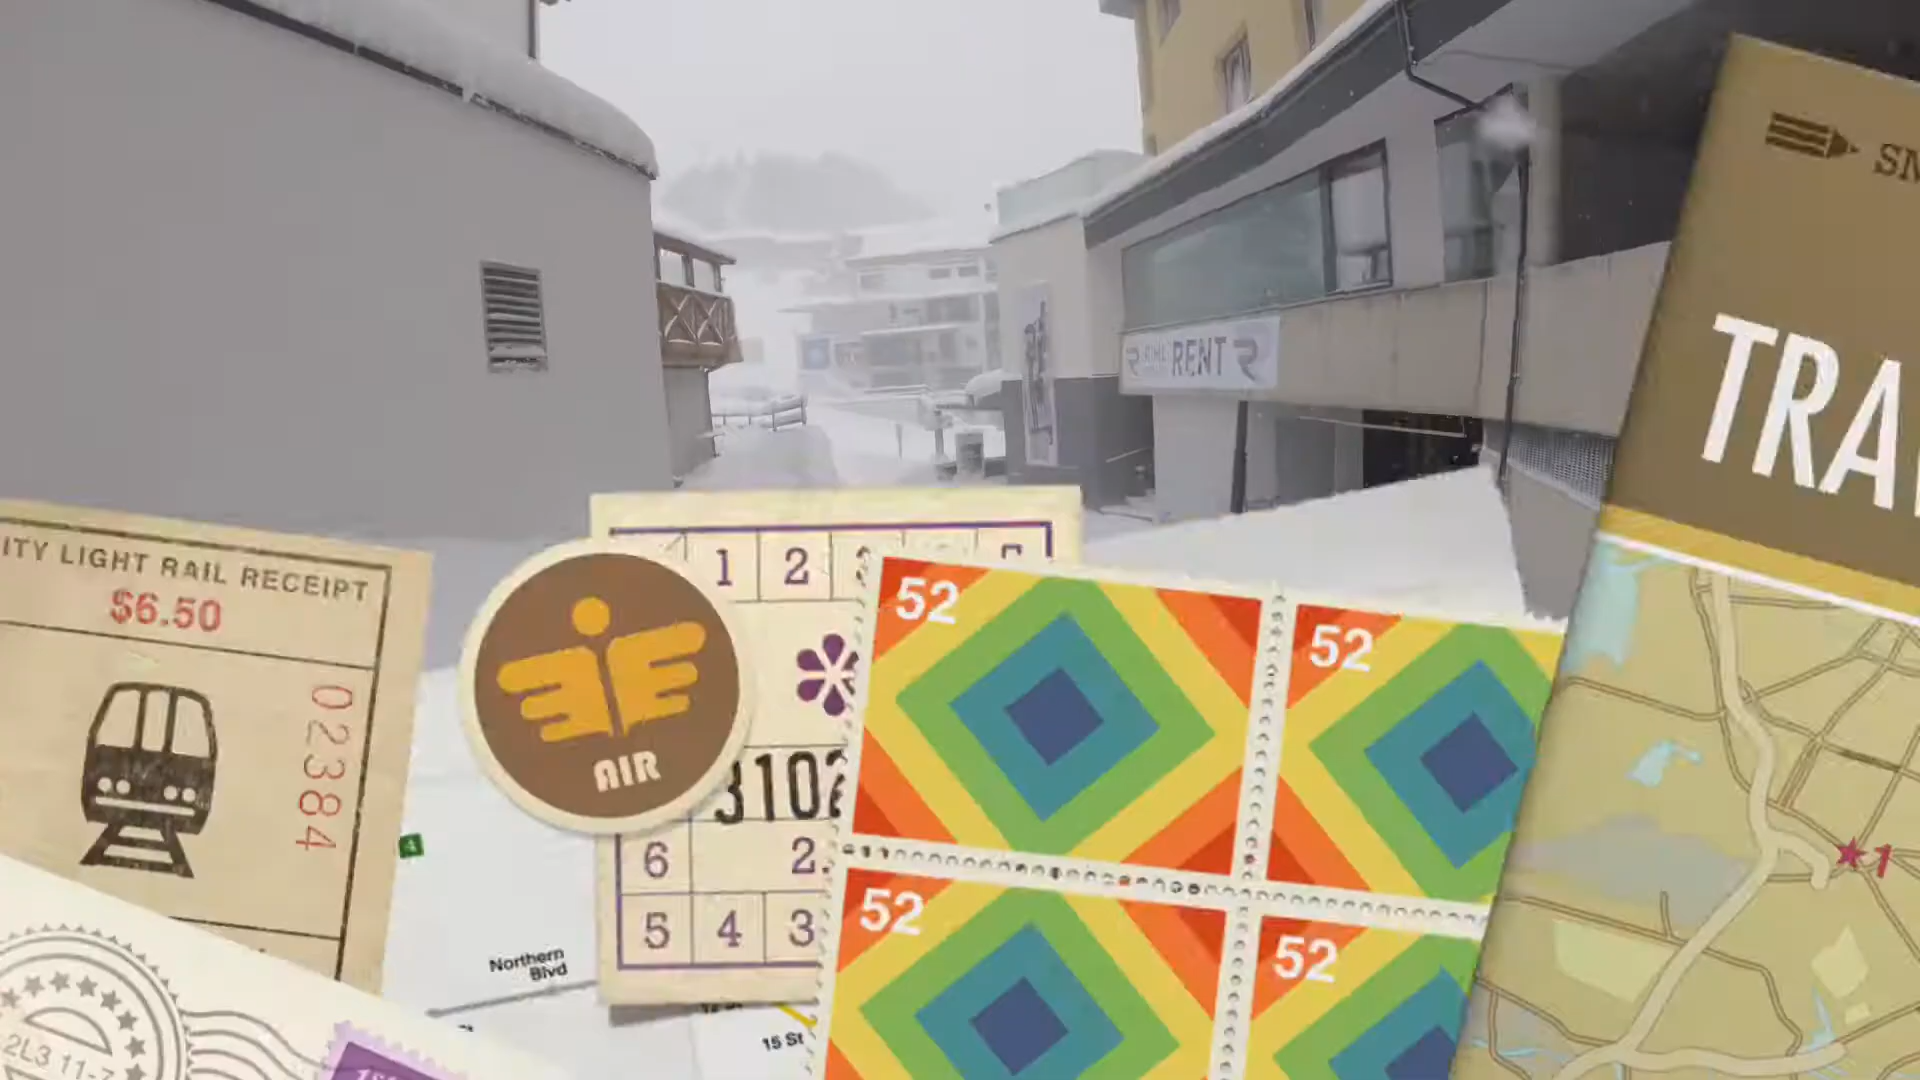 RENT
SM
TRA
ITY LIGHT RAIL RECEIPT
$6.50
02384
AIR
1 2
3102
6 2
5 4 3
52
52
52
52
1
4
Northern
Blvd
15 St
2L3 11-7